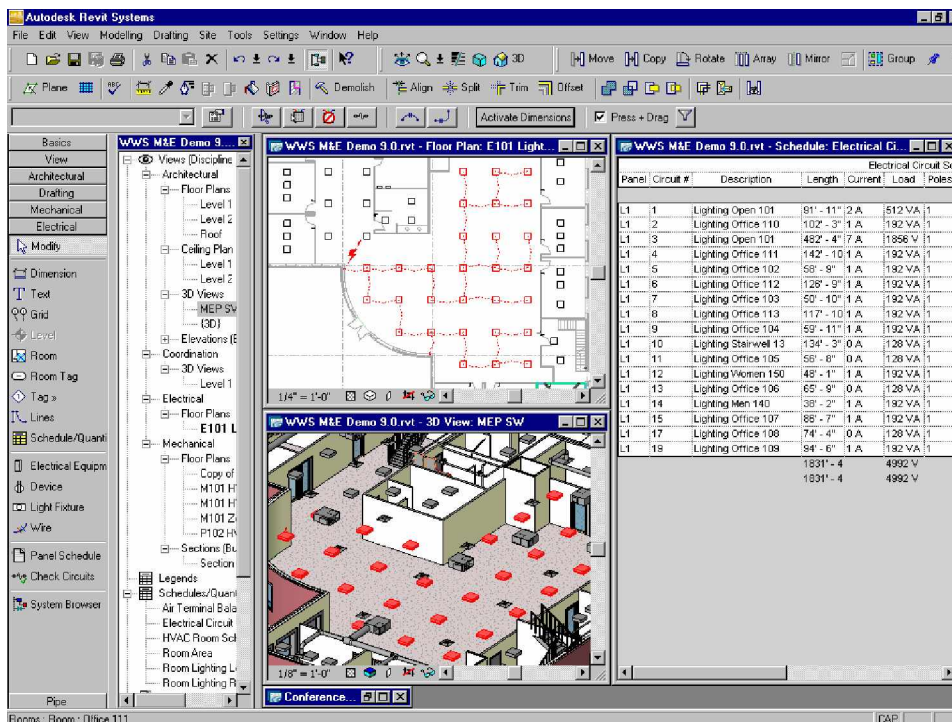 Autodesk Revit Systems
File Edit View Modelling Drafting Site Tools Settings Window Help
3D Move Copy Rotate Array Mirror Group
Plane Demolish Align Split Trim Offset
Activate Dimensions Press + Drag
Basics
View
Architectural
Drafting
Mechanical
Electrical
Modify
Dimension
Text
Grid
Level
Room
Room Tag
Tag »
Lines
Schedule/Quanti
Electrical Equipm
Device
Light Fixture
Wire
Panel Schedule
Check Circuits
System Browser
Pipe
WWS M&E Demo 9....
Views (Discipline
Architectural
Floor Plans
Level 1
Level 2
Roof
Ceiling Plan
Level 1
Level 2
3D Views
MEP SW
{3D}
Elevations (E
Coordination
3D Views
Level 1
Electrical
Floor Plans
E101 L
Mechanical
Floor Plans
Copy of
M101 H
M101 H
M101 Z
P102 HV
Sections (Bu
Section
Legends
Schedules/Quant
Air Terminal Bala
Electrical Circuit
HVAC Room Sch
Room Area
Room Lighting L
Room Lighting R
WWS M&E Demo 9.0.rvt - Floor Plan: E101 Light...
1/4" = 1'-0"
WWS M&E Demo 9.0.rvt - 3D View: MEP SW
1/8" = 1'-0"
Conference...
WWS M&E Demo 9.0.rvt - Schedule: Electrical Ci...
Electrical Circuit Sc
Panel Circuit # Description Length Current Load Poles
L1 1 Lighting Open 101 91' - 11" 2 A 512 VA 1
L1 2 Lighting Office 110 102' - 3" 1 A 192 VA 1
L1 3 Lighting Open 101 482' - 4" 7 A 1856 V 1
L1 4 Lighting Office 111 142' - 10 1 A 192 VA 1
L1 5 Lighting Office 102 58' - 9" 1 A 192 VA 1
L1 6 Lighting Office 112 126' - 9" 1 A 192 VA 1
L1 7 Lighting Office 103 50' - 10" 1 A 192 VA 1
L1 8 Lighting Office 113 117' - 10 1 A 192 VA 1
L1 9 Lighting Office 104 59' - 11" 1 A 192 VA 1
L1 10 Lighting Stairwell 13 134' - 3" 0 A 128 VA 1
L1 11 Lighting Office 105 56' - 8" 1 A 192 VA 1
L1 12 Lighting Women 150 48' - 1" 1 A 192 VA 1
L1 13 Lighting Office 106 65' - 9" 0 A 128 VA 1
L1 14 Lighting Men 140 38' - 2" 1 A 192 VA 1
L1 15 Lighting Office 107 86' - 7" 1 A 192 VA 1
L1 17 Lighting Office 108 74' - 4" 0 A 128 VA 1
L1 19 Lighting Office 109 94' - 6" 1 A 192 VA 1
1831' - 4 4992 V
1831' - 4 4992 V
Rooms : Room : Office 111
CAP